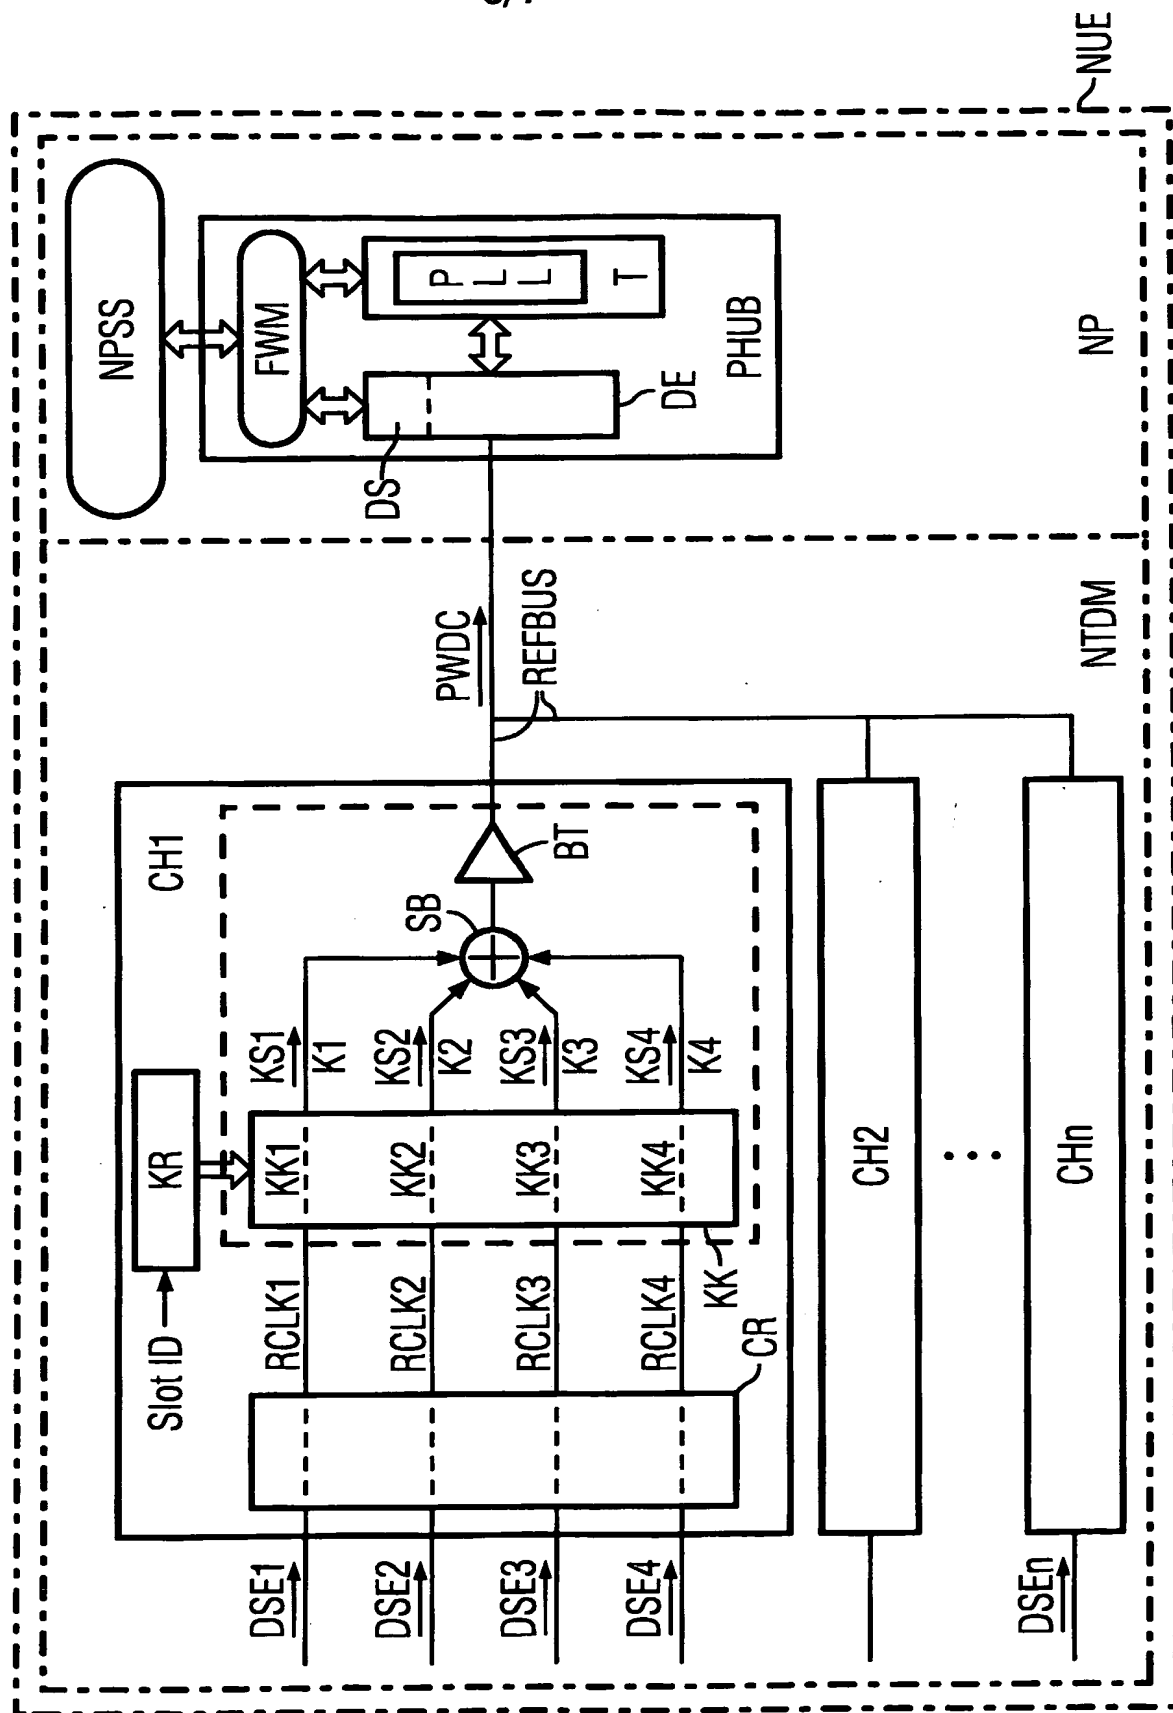 NUE
NPSS
FWM
P
L
L
T
DS
DE
PHUB
NP
PWDC
REFBUS
NTDM
CH1
KR
Slot ID
SB
BT
KS1
K1
KS2
K2
KS3
K3
KS4
K4
KK1
KK2
KK3
KK4
KK
RCLK1
RCLK2
RCLK3
RCLK4
CR
DSE1
DSE2
DSE3
DSE4
CH2
CHn
DSEn